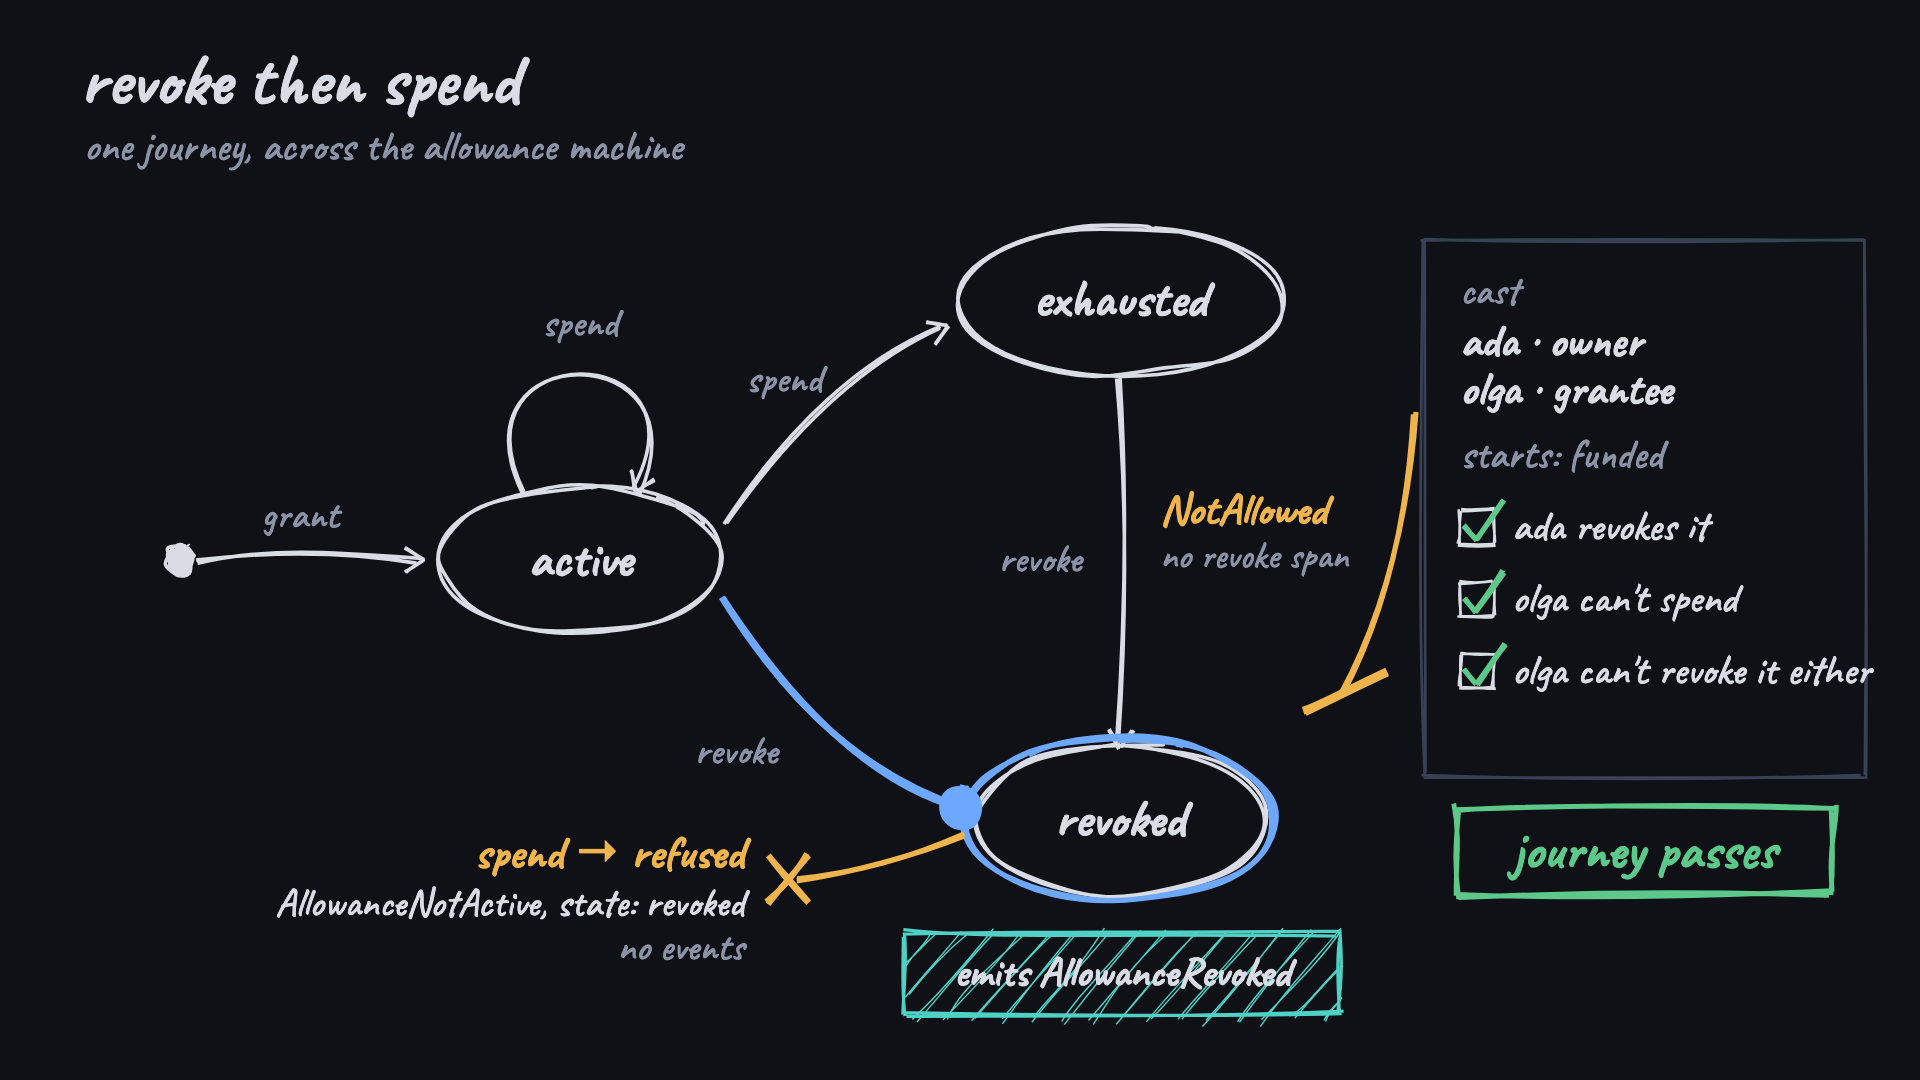 revoke then spend
one journey, across the allowance machine
spend
spend
grant
active
exhausted
revoke
NotAllowed
no revoke span
revoke
revoked
spend → refused
AllowanceNotActive, state: revoked
no events
emits AllowanceRevoked
cast
ada · owner
olga · grantee
starts: funded
ada revokes it
olga can't spend
olga can't revoke it either
journey passes